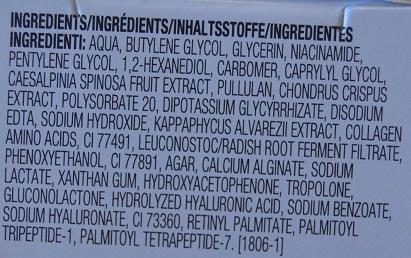 INGREDIENTS/INGRÉDIENTS/INHALTSSTOFFE/INGREDIENTES
INGREDIENTI: AQUA, BUTYLENE GLYCOL, GLYCERIN, NIACINAMIDE,
PENTYLENE GLYCOL, 1,2-HEXANEDIOL, CARBOMER, CAPRYLYL GLYCOL,
CAESALPINIA SPINOSA FRUIT EXTRACT, PULLULAN, CHONDRUS CRISPUS
EXTRACT, POLYSORBATE 20, DIPOTASSIUM GLYCYRRHIZATE, DISODIUM
EDTA, SODIUM HYDROXIDE, KAPPAPHYCUS ALVAREZII EXTRACT, COLLAGEN
AMINO ACIDS, CI 77491, LEUCONOSTOC/RADISH ROOT FERMENT FILTRATE,
PHENOXYETHANOL, CI 77891, AGAR, CALCIUM ALGINATE, SODIUM
LACTATE, XANTHAN GUM, HYDROXYACETOPHENONE, TROPOLONE,
GLUCONOLACTONE, HYDROLYZED HYALURONIC ACID, SODIUM BENZOATE,
SODIUM HYALURONATE, CI 73360, RETINYL PALMITATE, PALMITOYL
TRIPEPTIDE-1, PALMITOYL TETRAPEPTIDE-7. [1806-1]